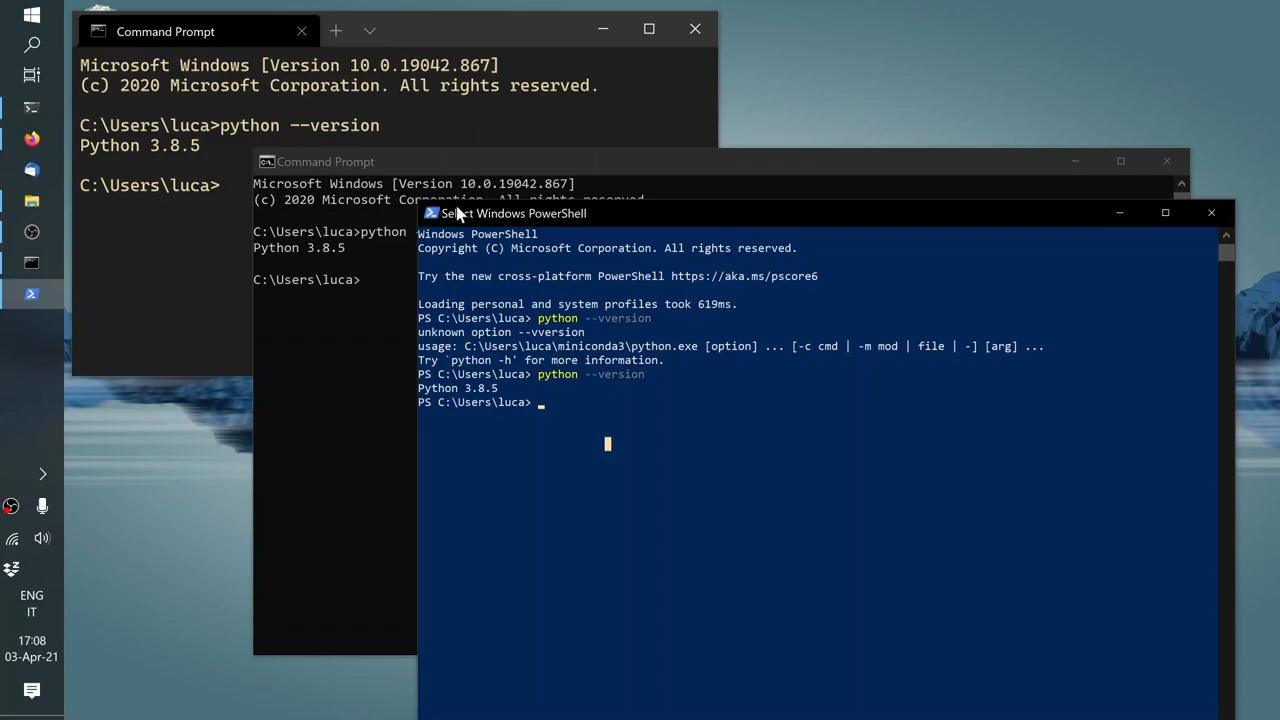 Command Prompt
Microsoft Windows [Version 10.0.19042.867]
(c) 2020 Microsoft Corporation. All rights reserved.
C:\Users\luca>python --version
Python 3.8.5
C:\Users\luca>
Command Prompt
Microsoft Windows [Version 10.0.19042.867]
(c) 2020 Microsoft Corporation. All rights reserved.
C:\Users\luca>python
Python 3.8.5
C:\Users\luca>
Select Windows PowerShell
Windows PowerShell
Copyright (C) Microsoft Corporation. All rights reserved.
Try the new cross-platform PowerShell https://aka.ms/pscore6
Loading personal and system profiles took 619ms.
PS C:\Users\luca> python --vversion
unknown option --vversion
usage: C:\Users\luca\miniconda3\python.exe [option] ... [-c cmd | -m mod | file | -] [arg] ...
Try `python -h' for more information.
PS C:\Users\luca> python --version
Python 3.8.5
PS C:\Users\luca>
ENG
IT
17:08
03-Apr-21